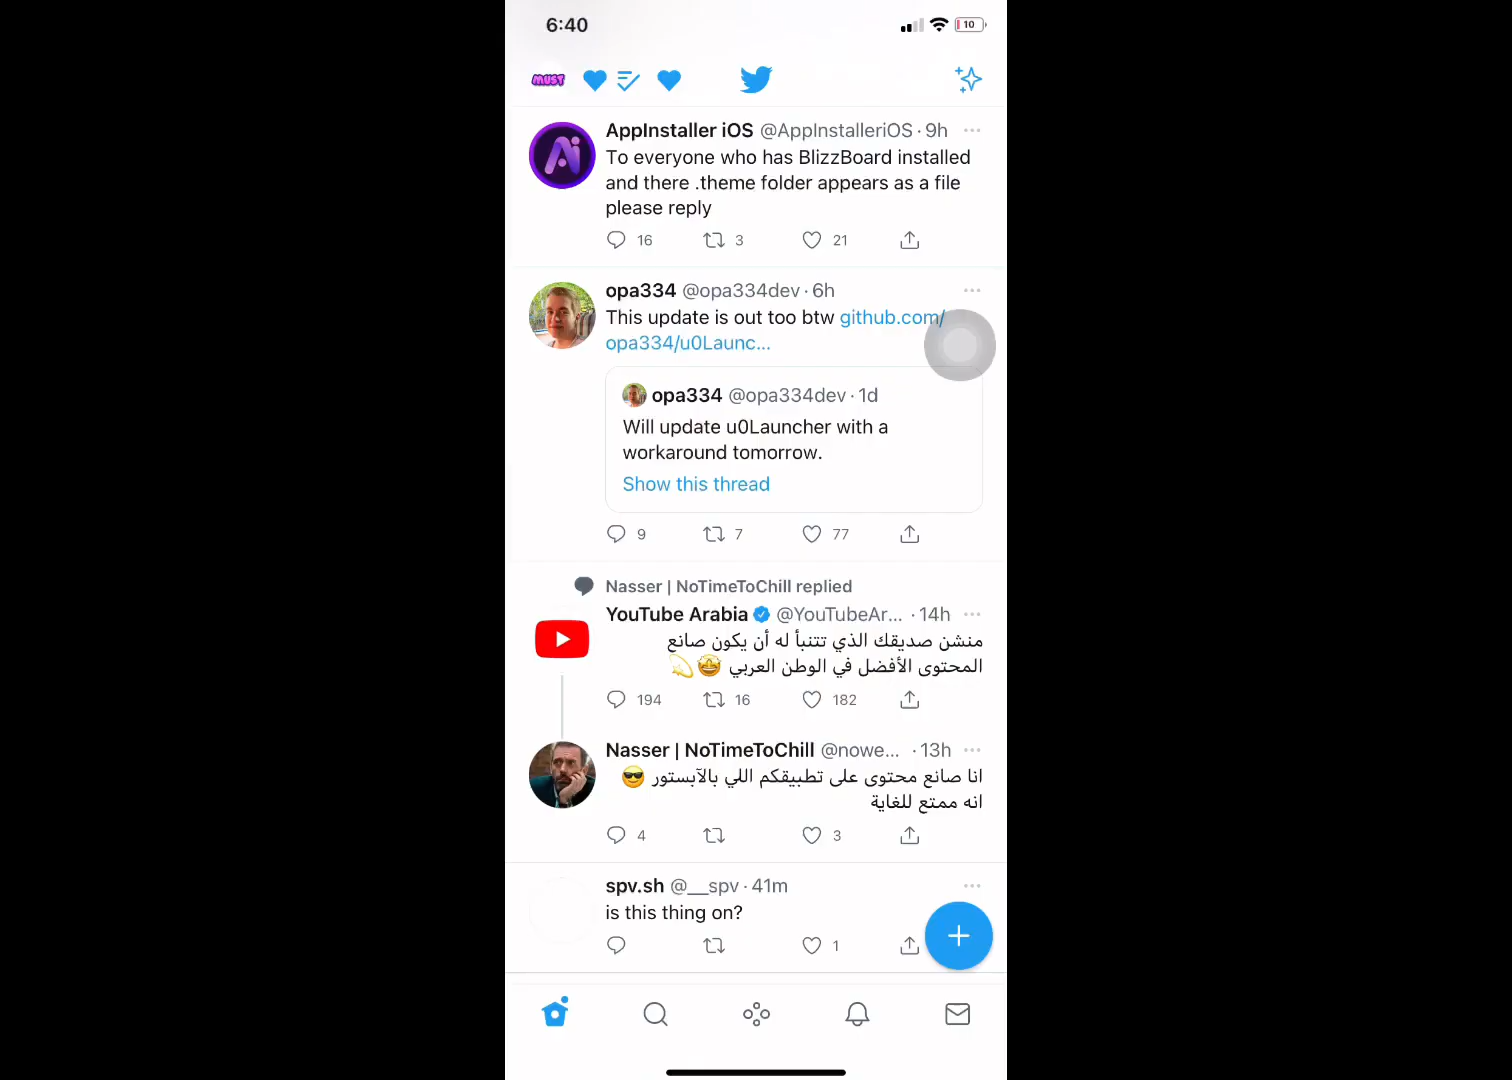 6:40
10
MUST
AppInstaller iOS @AppInstalleriOS · 9h
To everyone who has BlizzBoard installed
and there .theme folder appears as a file
please reply
16 3 21
opa334 @opa334dev · 6h
This update is out too btw github.com/
opa334/u0Launc...
opa334 @opa334dev · 1d
Will update u0Launcher with a
workaround tomorrow.
Show this thread
9 7 77
Nasser | NoTimeToChill replied
YouTube Arabia @YouTubeAr... · 14h
منشن صديقك الذي تتنبأ له أن يكون صانع
المحتوى الأفضل في الوطن العربي 🤩💫
194 16 182
Nasser | NoTimeToChill @nowe... · 13h
انا صانع محتوى على تطبيقكم اللي بالآبستور 😎
انه ممتع للغاية
4 3
spv.sh @__spv · 41m
is this thing on?
1